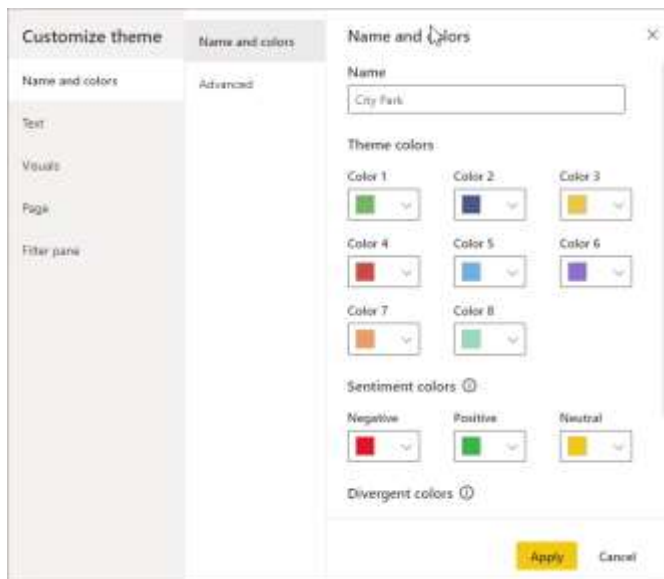 Customize theme
Name and colors
Text
Visuals
Page
Filter pane
Name and colors
Advanced
Name and colors
Name
City Park
Theme colors
Color 1 Color 2 Color 3
Color 4 Color 5 Color 6
Color 7 Color 8
Sentiment colors
Negative Positive Neutral
Divergent colors
Apply Cancel